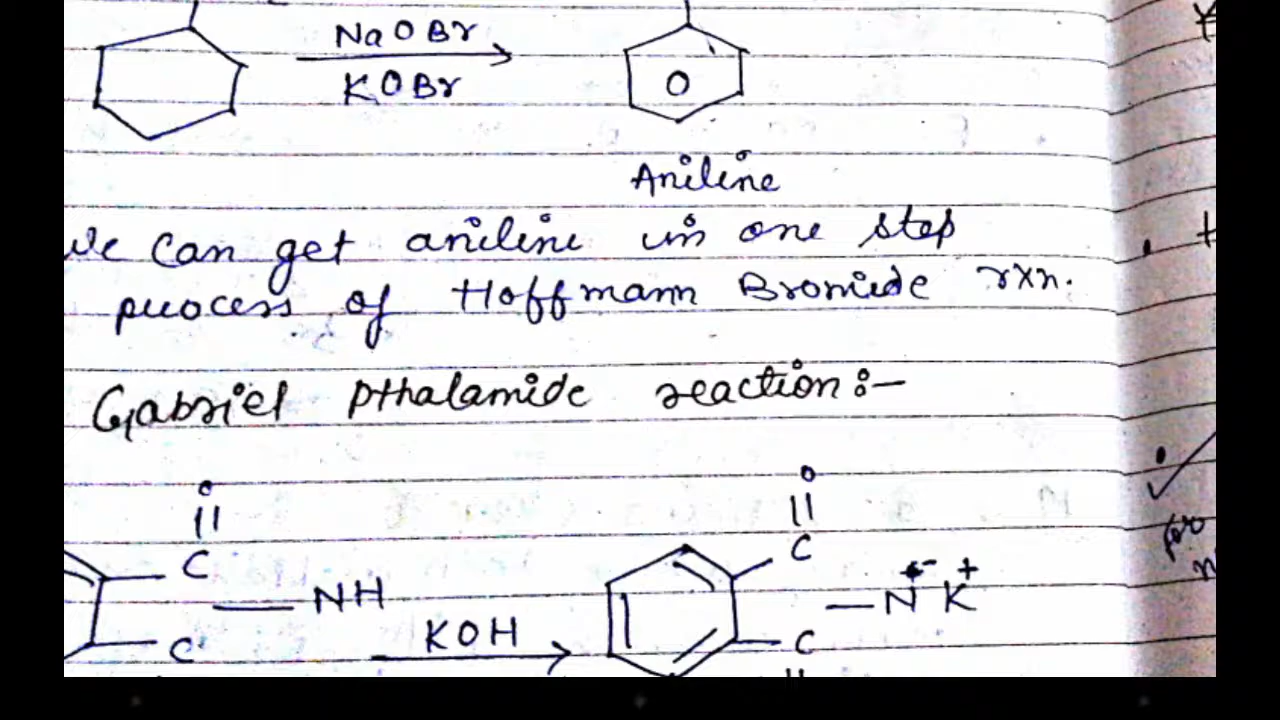 NaOBr
KOBr
O
Aniline
we can get aniline in one step
process of Hoffmann Bromide rxn.
Gabriel Pthalamide reaction:-
O O
C C
NH N⁻ K⁺
KOH
C C
for